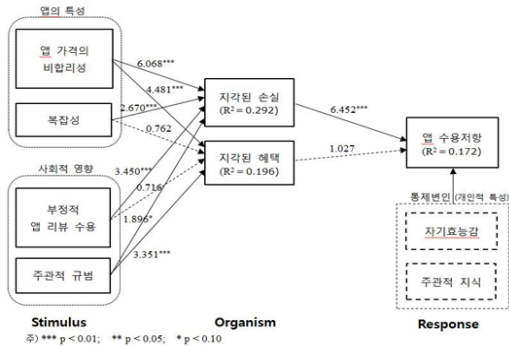 앱의 특성
앱 가격의
비합리성
복잡성
사회적 영향
부정적
앱 리뷰 수용
주관적 규범
6.068***
4.481***
2.670***
0.762
3.450***
0.716
1.896*
3.351***
지각된 손실
(R² = 0.292)
지각된 혜택
(R² = 0.196)
6.452***
1.027
앱 수용저항
(R² = 0.172)
통제변인 (개인적 특성)
자기효능감
주관적 지식
Stimulus
Organism
Response
주) *** p < 0.01; ** p < 0.05; * p < 0.10